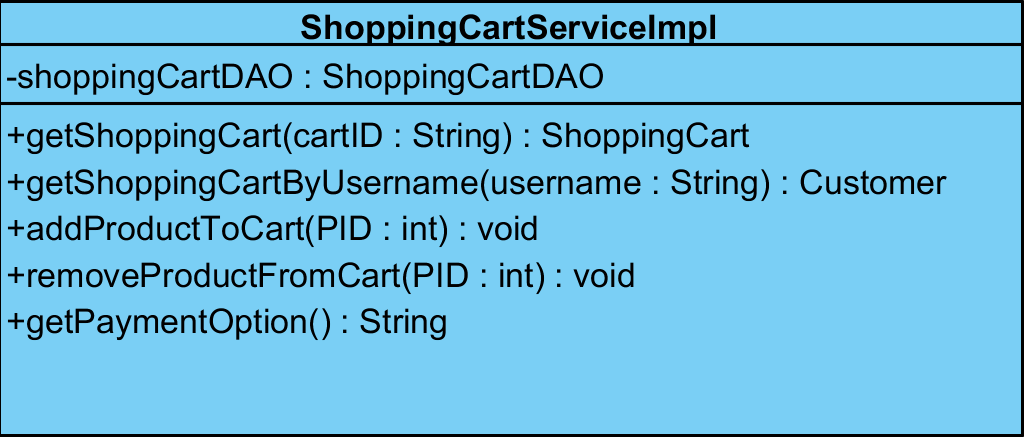 ShoppingCartServiceImpl
-shoppingCartDAO : ShoppingCartDAO
+getShoppingCart(cartID : String) : ShoppingCart
+getShoppingCartByUsername(username : String) : Customer
+addProductToCart(PID : int) : void
+removeProductFromCart(PID : int) : void
+getPaymentOption() : String